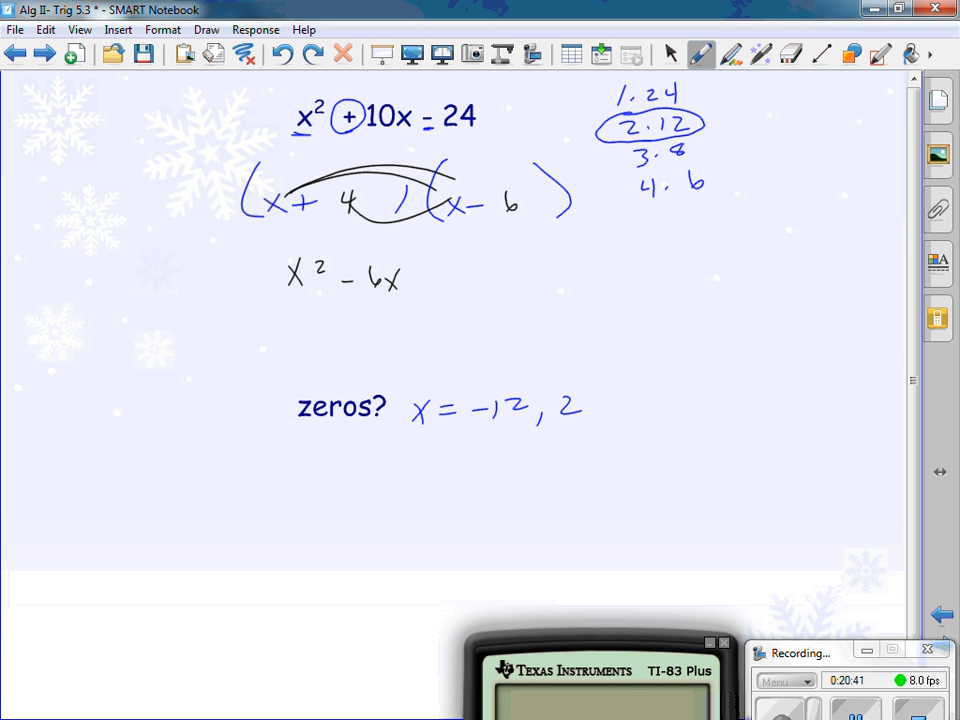 Alg II- Trig 5.3 * - SMART Notebook
File Edit View Insert Format Draw Response Help
x² + 10x - 24
1·24
2·12
3·8
4·6
(x+ 4 )(x- 6 )
x² - 6x
zeros? x = -12, 2
TEXAS INSTRUMENTS TI-83 Plus
Recording...
Menu 0:20:41 8.0 fps